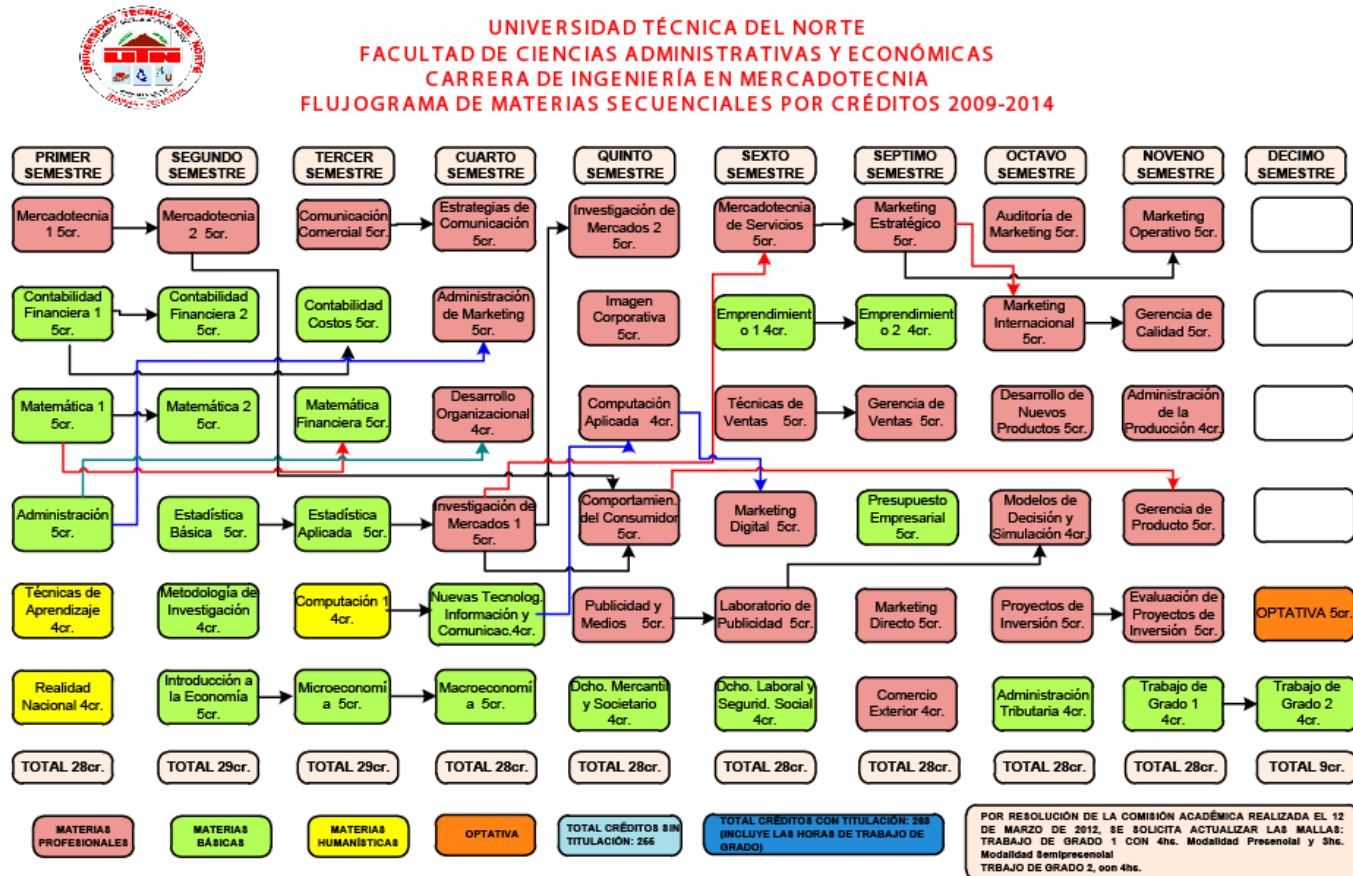 UNIVERSIDAD TECNICA DEL NORTE
UTN
IBARRA - ECUADOR
UNIVERSIDAD TÉCNICA DEL NORTE
FACULTAD DE CIENCIAS ADMINISTRATIVAS Y ECONÓMICAS
CARRERA DE INGENIERÍA EN MERCADOTECNIA
FLUJOGRAMA DE MATERIAS SECUENCIALES POR CRÉDITOS 2009-2014
PRIMER
SEMESTRE
SEGUNDO
SEMESTRE
TERCER
SEMESTRE
CUARTO
SEMESTRE
QUINTO
SEMESTRE
SEXTO
SEMESTRE
SEPTIMO
SEMESTRE
OCTAVO
SEMESTRE
NOVENO
SEMESTRE
DECIMO
SEMESTRE
Mercadotecnia
1 5cr.
Mercadotecnia
2 5cr.
Comunicación
Comercial 5cr.
Estrategias de
Comunicación
5cr.
Investigación de
Mercados 2
5cr.
Mercadotecnia
de Servicios
5cr.
Marketing
Estratégico
5cr.
Auditoría de
Marketing 5cr.
Marketing
Operativo 5cr.
Contabilidad
Financiera 1
5cr.
Contabilidad
Financiera 2
5cr.
Contabilidad
Costos 5cr.
Administración
de Marketing
5cr.
Imagen
Corporativa
5cr.
Emprendimient
o 1 4cr.
Emprendimient
o 2 4cr.
Marketing
Internacional
5cr.
Gerencia de
Calidad 5cr.
Matemática 1
5cr.
Matemática 2
5cr.
Matemática
Financiera 5cr.
Desarrollo
Organizacional
4cr.
Computación
Aplicada 4cr.
Técnicas de
Ventas 5cr.
Gerencia de
Ventas 5cr.
Desarrollo de
Nuevos
Productos 5cr.
Administración
de la
Producción 4cr.
Administración
5cr.
Estadística
Básica 5cr.
Estadística
Aplicada 5cr.
Investigación de
Mercados 1
5cr.
Comportamien.
del Consumidor
5cr.
Marketing
Digital 5cr.
Presupuesto
Empresarial
5cr.
Modelos de
Decisión y
Simulación 4cr.
Gerencia de
Producto 5cr.
Técnicas de
Aprendizaje
4cr.
Metodología de
Investigación
4cr.
Computación 1
4cr.
Nuevas Tecnolog.
Información y
Comunicac.4cr.
Publicidad y
Medios 5cr.
Laboratorio de
Publicidad 5cr.
Marketing
Directo 5cr.
Proyectos de
Inversión 5cr.
Evaluación de
Proyectos de
Inversión 5cr.
OPTATIVA 5cr.
Realidad
Nacional 4cr.
Introducción a
la Economía
5cr.
Microeconomí
a 5cr.
Macroeconomí
a 5cr.
Dcho. Mercantil
y Societario
4cr.
Dcho. Laboral y
Segurid. Social
4cr.
Comercio
Exterior 4cr.
Administración
Tributaria 4cr.
Trabajo de
Grado 1
4cr.
Trabajo de
Grado 2
4cr.
TOTAL 28cr.
TOTAL 29cr.
TOTAL 29cr.
TOTAL 28cr.
TOTAL 28cr.
TOTAL 28cr.
TOTAL 28cr.
TOTAL 28cr.
TOTAL 28cr.
TOTAL 9cr.
MATERIAS
PROFESIONALES
MATERIAS
BÁSICAS
MATERIAS
HUMANÍSTICAS
OPTATIVA
TOTAL CRÉDITOS SIN
TITULACIÓN: 255
TOTAL CRÉDITOS CON TITULACIÓN: 263
(INCLUYE LAS HORAS DE TRABAJO DE
GRADO)
POR RESOLUCIÓN DE LA COMISIÓN ACADÉMICA REALIZADA EL 12
DE MARZO DE 2012, SE SOLICITA ACTUALIZAR LAS MALLAS:
TRABAJO DE GRADO 1 CON 4hs. Modalidad Presencial y 3hs.
Modalidad Semipresencial
TRBAJO DE GRADO 2, con 4hs.